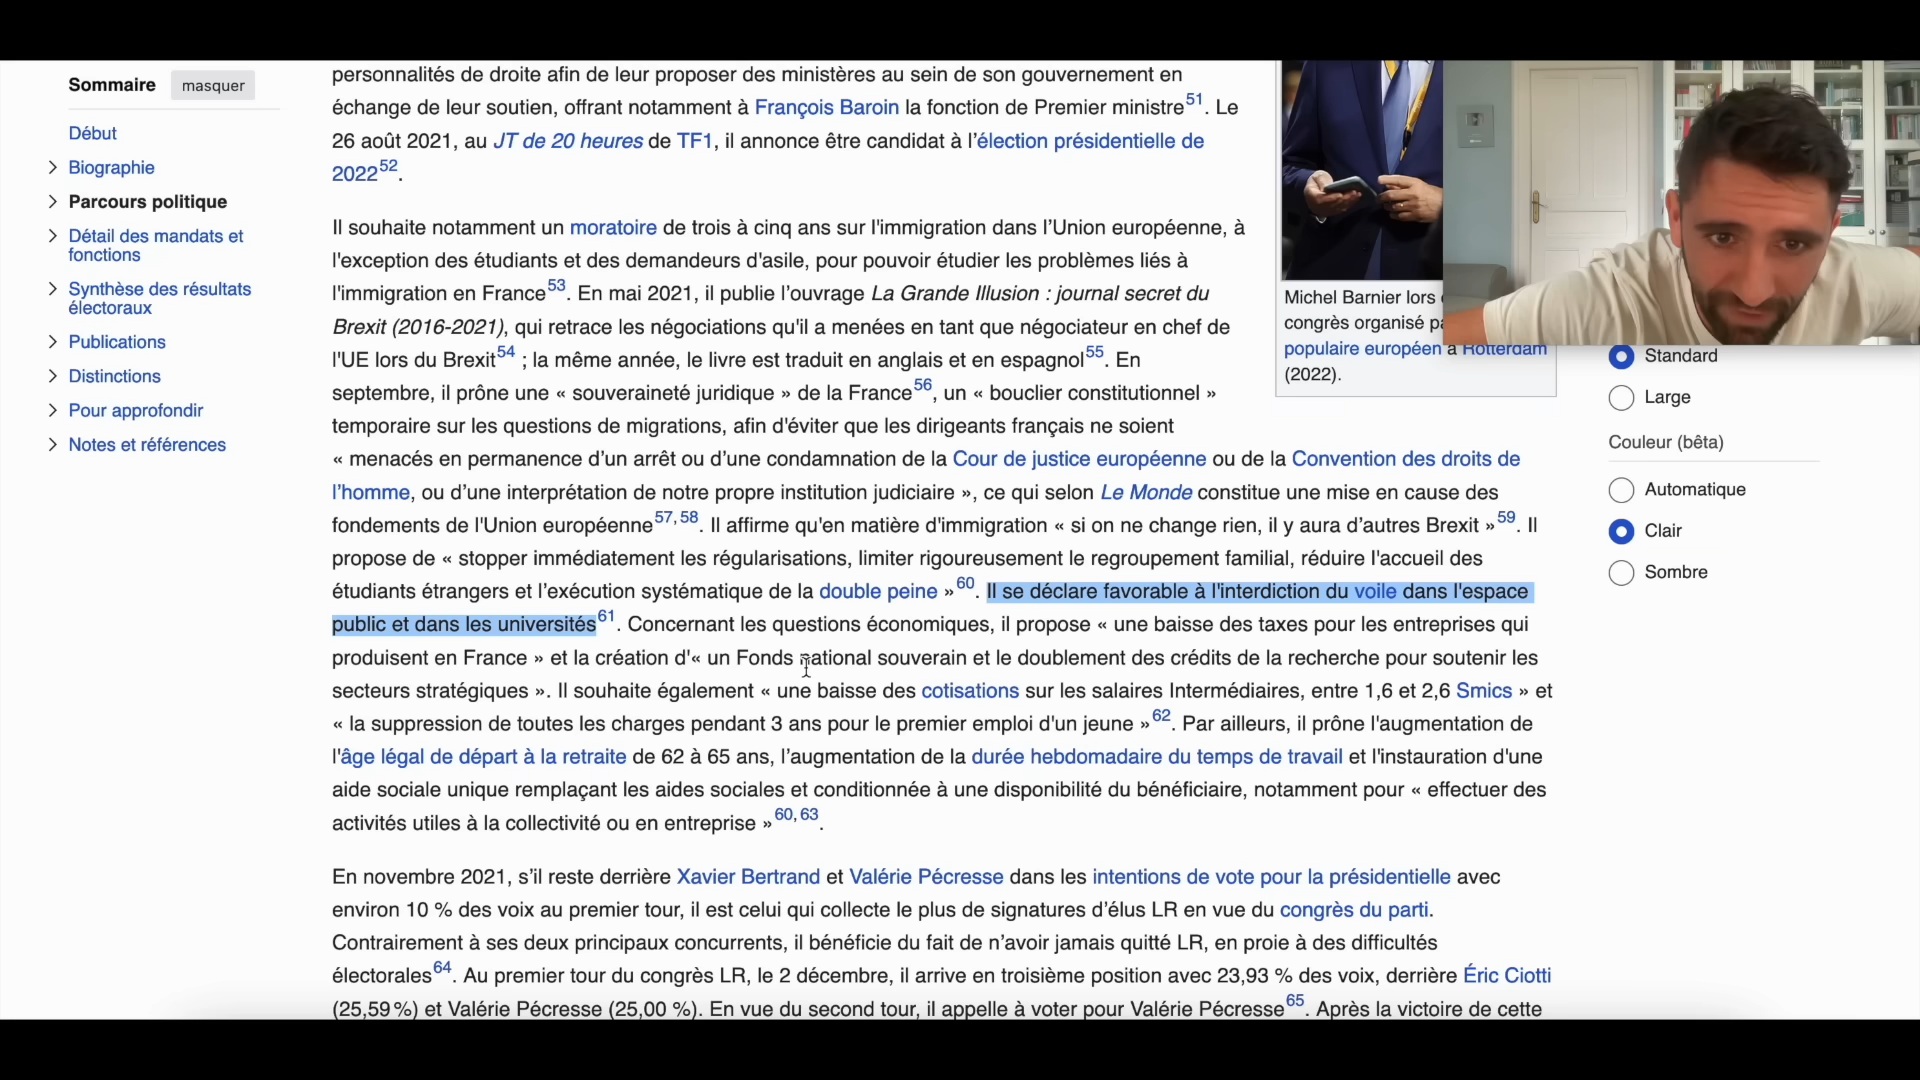 Sommaire masquer
Début
Biographie
Parcours politique
Détail des mandats et
fonctions
Synthèse des résultats
électoraux
Publications
Distinctions
Pour approfondir
Notes et références
personnalités de droite afin de leur proposer des ministères au sein de son gouvernement en
échange de leur soutien, offrant notamment à François Baroin la fonction de Premier ministre51. Le
26 août 2021, au JT de 20 heures de TF1, il annonce être candidat à l’élection présidentielle de
202252.
Il souhaite notamment un moratoire de trois à cinq ans sur l'immigration dans l’Union européenne, à
l'exception des étudiants et des demandeurs d'asile, pour pouvoir étudier les problèmes liés à
l'immigration en France53. En mai 2021, il publie l’ouvrage La Grande Illusion : journal secret du
Brexit (2016-2021), qui retrace les négociations qu'il a menées en tant que négociateur en chef de
l'UE lors du Brexit54 ; la même année, le livre est traduit en anglais et en espagnol55. En
septembre, il prône une « souveraineté juridique » de la France56, un « bouclier constitutionnel »
temporaire sur les questions de migrations, afin d'éviter que les dirigeants français ne soient
« menacés en permanence d’un arrêt ou d’une condamnation de la Cour de justice européenne ou de la Convention des droits de
l’homme, ou d’une interprétation de notre propre institution judiciaire », ce qui selon Le Monde constitue une mise en cause des
fondements de l'Union européenne57, 58. Il affirme qu'en matière d'immigration « si on ne change rien, il y aura d’autres Brexit »59. Il
propose de « stopper immédiatement les régularisations, limiter rigoureusement le regroupement familial, réduire l'accueil des
étudiants étrangers et l’exécution systématique de la double peine »60. Il se déclare favorable à l'interdiction du voile dans l'espace
public et dans les universités61. Concernant les questions économiques, il propose « une baisse des taxes pour les entreprises qui
produisent en France » et la création d'« un Fonds national souverain et le doublement des crédits de la recherche pour soutenir les
secteurs stratégiques ». Il souhaite également « une baisse des cotisations sur les salaires Intermédiaires, entre 1,6 et 2,6 Smics » et
« la suppression de toutes les charges pendant 3 ans pour le premier emploi d'un jeune »62. Par ailleurs, il prône l'augmentation de
l'âge légal de départ à la retraite de 62 à 65 ans, l’augmentation de la durée hebdomadaire du temps de travail et l'instauration d'une
aide sociale unique remplaçant les aides sociales et conditionnée à une disponibilité du bénéficiaire, notamment pour « effectuer des
activités utiles à la collectivité ou en entreprise »60, 63.
En novembre 2021, s’il reste derrière Xavier Bertrand et Valérie Pécresse dans les intentions de vote pour la présidentielle avec
environ 10 % des voix au premier tour, il est celui qui collecte le plus de signatures d’élus LR en vue du congrès du parti.
Contrairement à ses deux principaux concurrents, il bénéficie du fait de n’avoir jamais quitté LR, en proie à des difficultés
électorales64. Au premier tour du congrès LR, le 2 décembre, il arrive en troisième position avec 23,93 % des voix, derrière Éric Ciotti
(25,59 %) et Valérie Pécresse (25,00 %). En vue du second tour, il appelle à voter pour Valérie Pécresse65. Après la victoire de cette
Michel Barnier lors
congrès organisé
populaire européen à Rotterdam
(2022).
Standard
Large
Couleur (bêta)
Automatique
Clair
Sombre